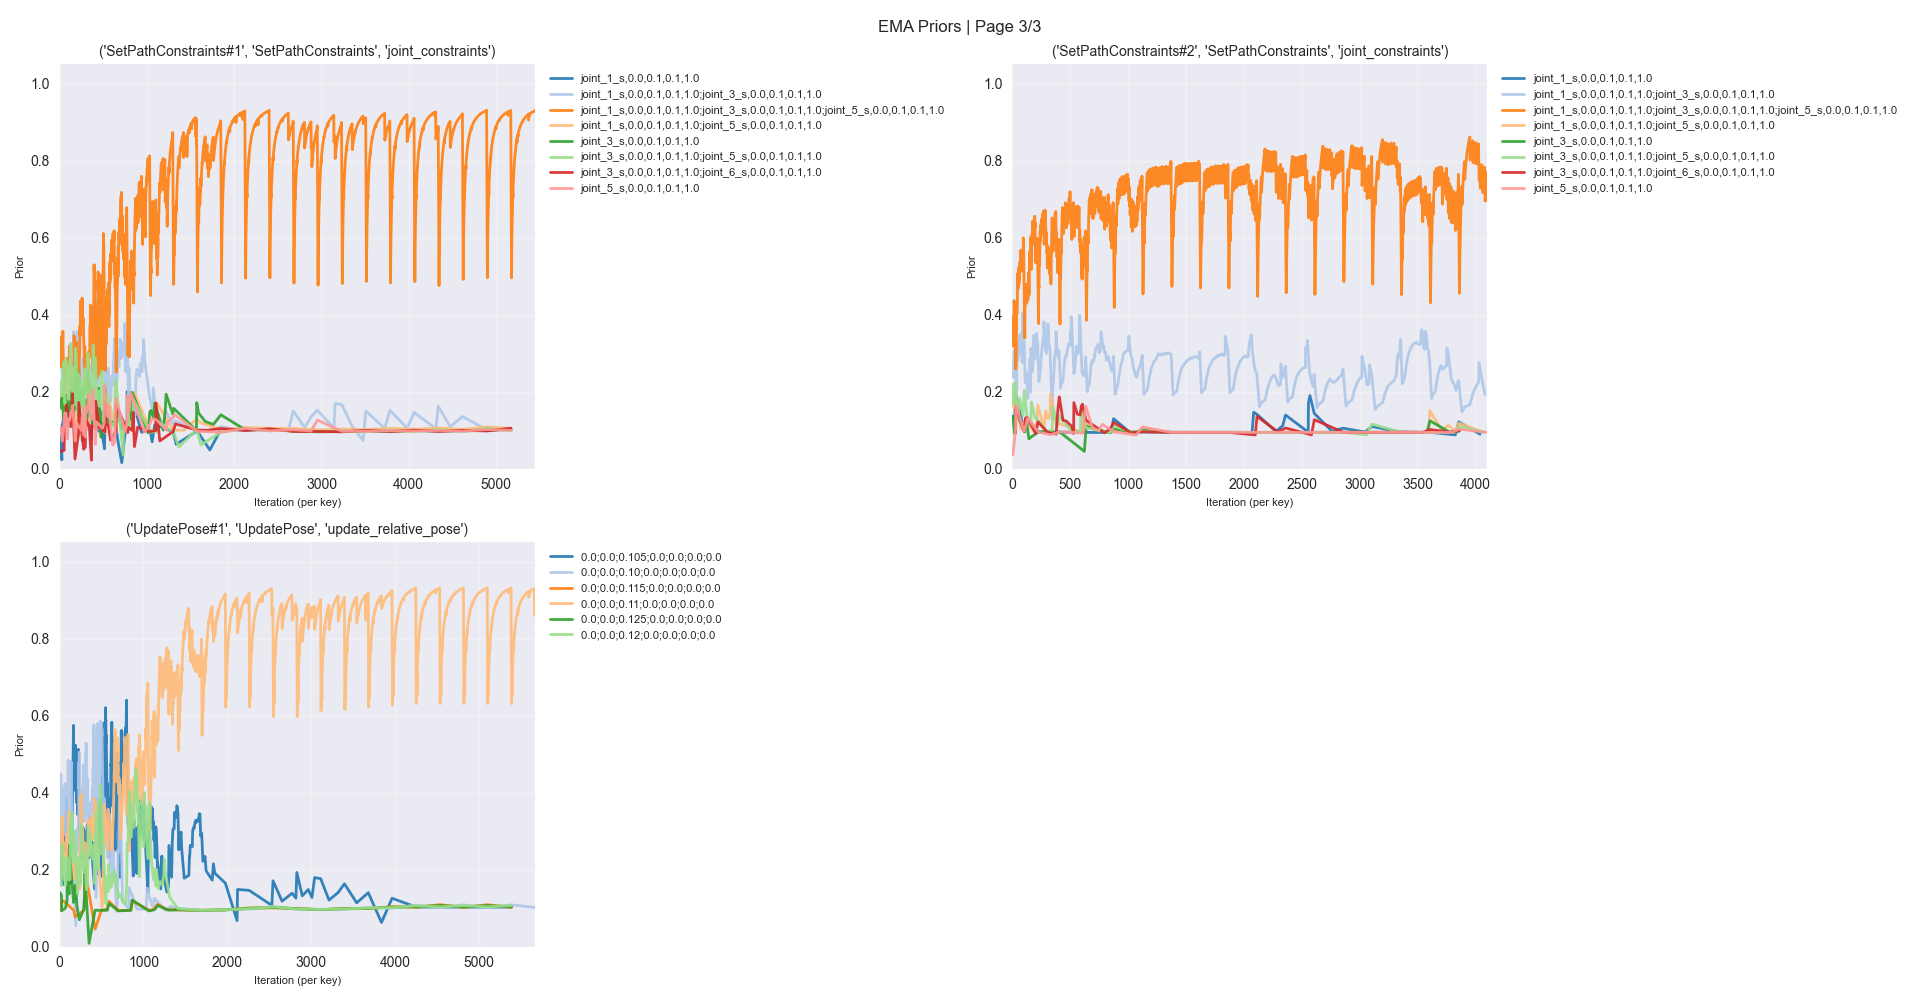 EMA Priors | Page 3/3
('SetPathConstraints#1', 'SetPathConstraints', 'joint_constraints')
1.0
0.8
0.6
0.4
0.2
0.0
Prior
0 1000 2000 3000 4000 5000
Iteration (per key)
joint_1_s,0.0,0.1,0.1,1.0
joint_1_s,0.0,0.1,0.1,1.0;joint_3_s,0.0,0.1,0.1,1.0
joint_1_s,0.0,0.1,0.1,1.0;joint_3_s,0.0,0.1,0.1,1.0;joint_5_s,0.0,0.1,0.1,1.0
joint_1_s,0.0,0.1,0.1,1.0;joint_5_s,0.0,0.1,0.1,1.0
joint_3_s,0.0,0.1,0.1,1.0
joint_3_s,0.0,0.1,0.1,1.0;joint_5_s,0.0,0.1,0.1,1.0
joint_3_s,0.0,0.1,0.1,1.0;joint_6_s,0.0,0.1,0.1,1.0
joint_5_s,0.0,0.1,0.1,1.0
('SetPathConstraints#2', 'SetPathConstraints', 'joint_constraints')
1.0
0.8
0.6
0.4
0.2
0.0
Prior
0 500 1000 1500 2000 2500 3000 3500 4000
Iteration (per key)
joint_1_s,0.0,0.1,0.1,1.0
joint_1_s,0.0,0.1,0.1,1.0;joint_3_s,0.0,0.1,0.1,1.0
joint_1_s,0.0,0.1,0.1,1.0;joint_3_s,0.0,0.1,0.1,1.0;joint_5_s,0.0,0.1,0.1,1.0
joint_1_s,0.0,0.1,0.1,1.0;joint_5_s,0.0,0.1,0.1,1.0
joint_3_s,0.0,0.1,0.1,1.0
joint_3_s,0.0,0.1,0.1,1.0;joint_5_s,0.0,0.1,0.1,1.0
joint_3_s,0.0,0.1,0.1,1.0;joint_6_s,0.0,0.1,0.1,1.0
joint_5_s,0.0,0.1,0.1,1.0
('UpdatePose#1', 'UpdatePose', 'update_relative_pose')
1.0
0.8
0.6
0.4
0.2
0.0
Prior
0 1000 2000 3000 4000 5000
Iteration (per key)
0.0;0.0;0.105;0.0;0.0;0.0;0.0
0.0;0.0;0.10;0.0;0.0;0.0;0.0
0.0;0.0;0.115;0.0;0.0;0.0;0.0
0.0;0.0;0.11;0.0;0.0;0.0;0.0
0.0;0.0;0.125;0.0;0.0;0.0;0.0
0.0;0.0;0.12;0.0;0.0;0.0;0.0